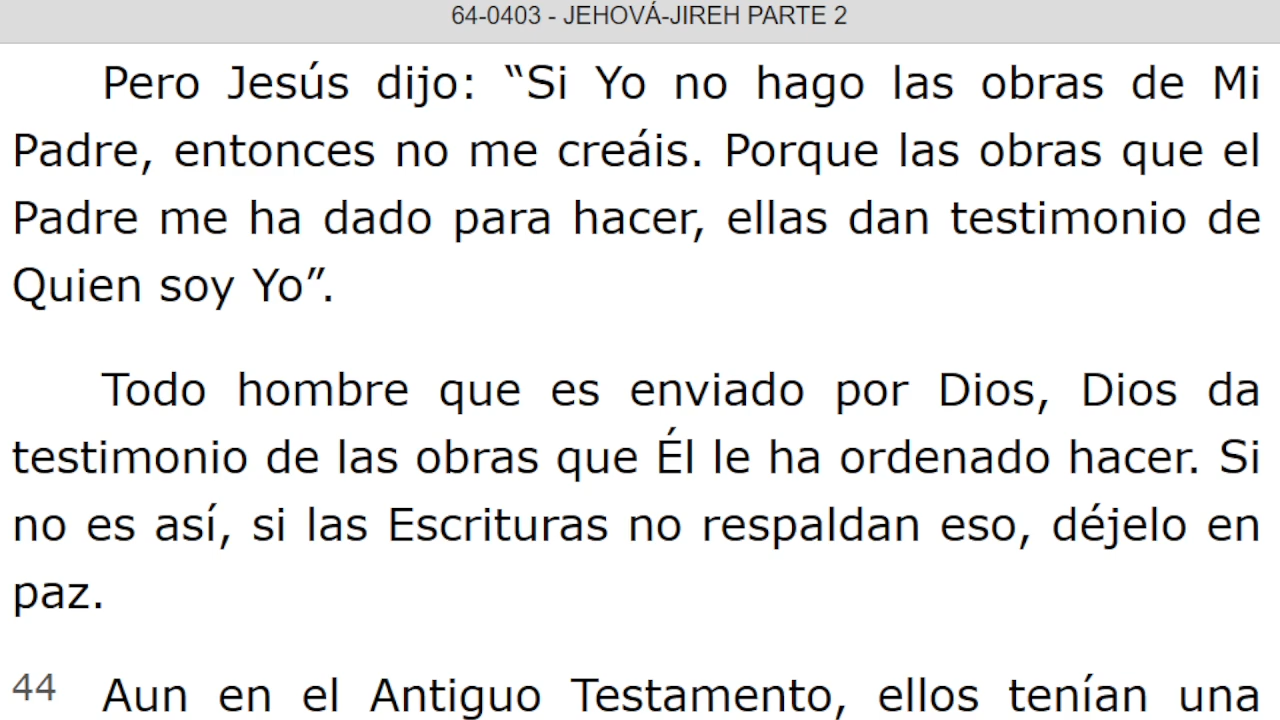 64-0403 - JEHOVÁ-JIREH PARTE 2
Pero Jesús dijo: “Si Yo no hago las obras de Mi
Padre, entonces no me creáis. Porque las obras que el
Padre me ha dado para hacer, ellas dan testimonio de
Quien soy Yo”.
Todo hombre que es enviado por Dios, Dios da
testimonio de las obras que Él le ha ordenado hacer. Si
no es así, si las Escrituras no respaldan eso, déjelo en
paz.
44 Aun en el Antiguo Testamento, ellos tenían una